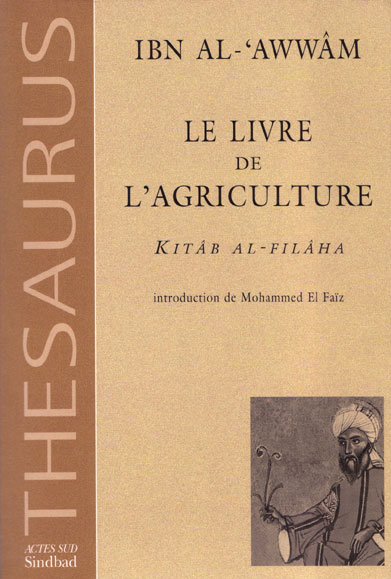 THESAURUS
IBN AL-‘AWWÂM
LE LIVRE
DE
L'AGRICULTURE
KITÂB AL-FILÂHA
introduction de Mohammed El Faïz
ACTES SUD
Sindbad